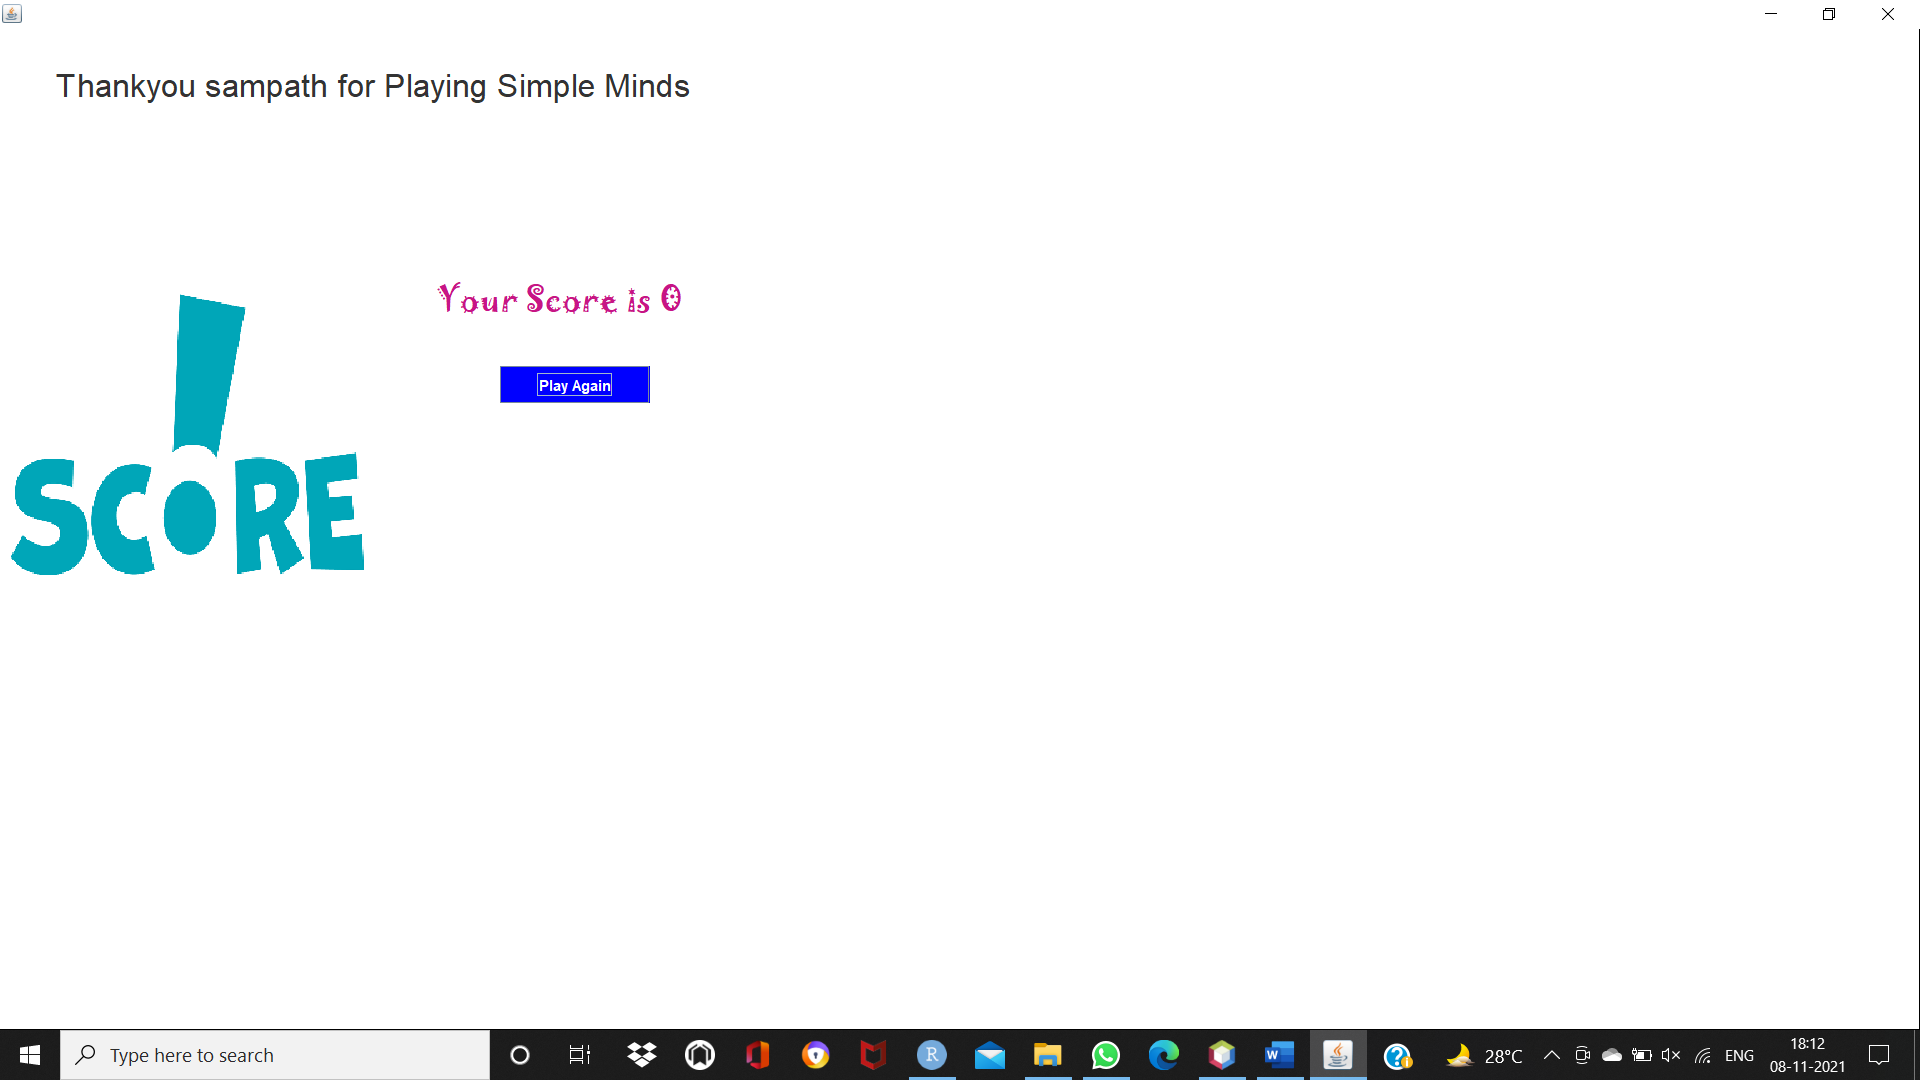 Thankyou sampath for Playing Simple Minds
Your Score is 0
Play Again
SCORE
Type here to search
R
W
28°C
ENG
18:12
08-11-2021